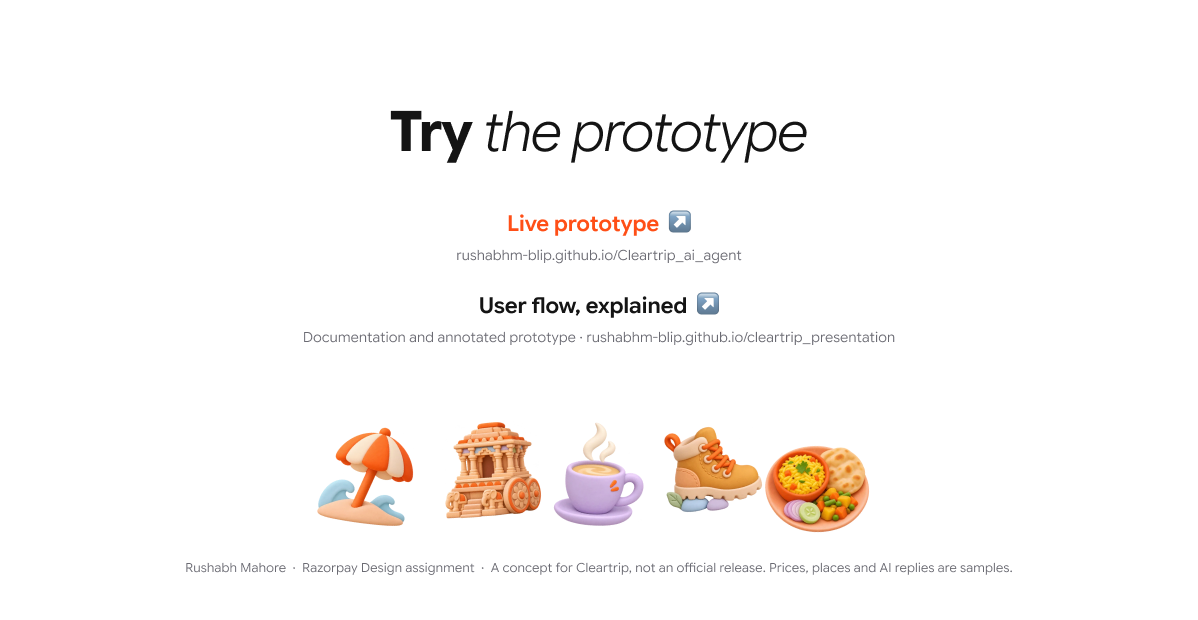 Try the prototype
Live prototype ↗
rushabhm-blip.github.io/Cleartrip_ai_agent
User flow, explained ↗
Documentation and annotated prototype · rushabhm-blip.github.io/cleartrip_presentation
Rushabh Mahore · Razorpay Design assignment · A concept for Cleartrip, not an official release. Prices, places and AI replies are samples.